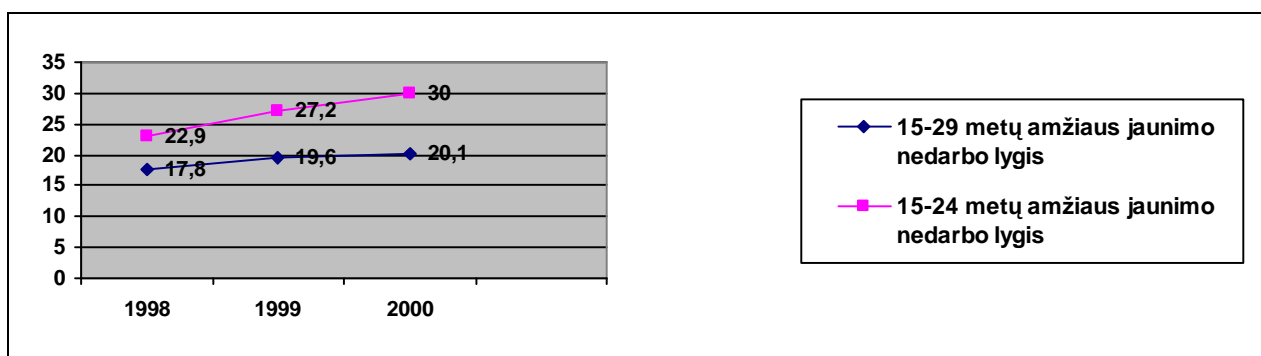 35
30
25
20
15
10
5
0
22,9
27,2
30
17,8
19,6
20,1
1998 1999 2000
15-29 metų amžiaus jaunimo
nedarbo lygis
15-24 metų amžiaus jaunimo
nedarbo lygis